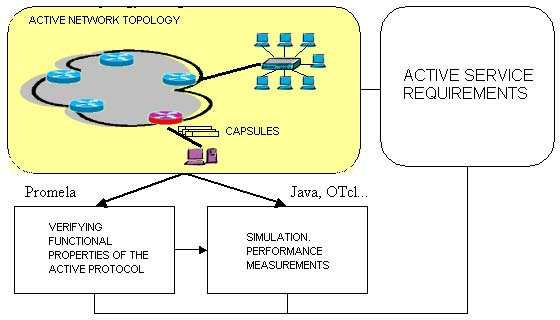 ACTIVE NETWORK TOPOLOGY
ACTIVE SERVICE
REQUIREMENTS
CAPSULES
Promela
Java, OTcl...
VERIFYING
FUNCTIONAL
PROPERTIES OF THE
ACTIVE PROTOCOL
SIMULATION.
PERFORMANCE
MEASUREMENTS